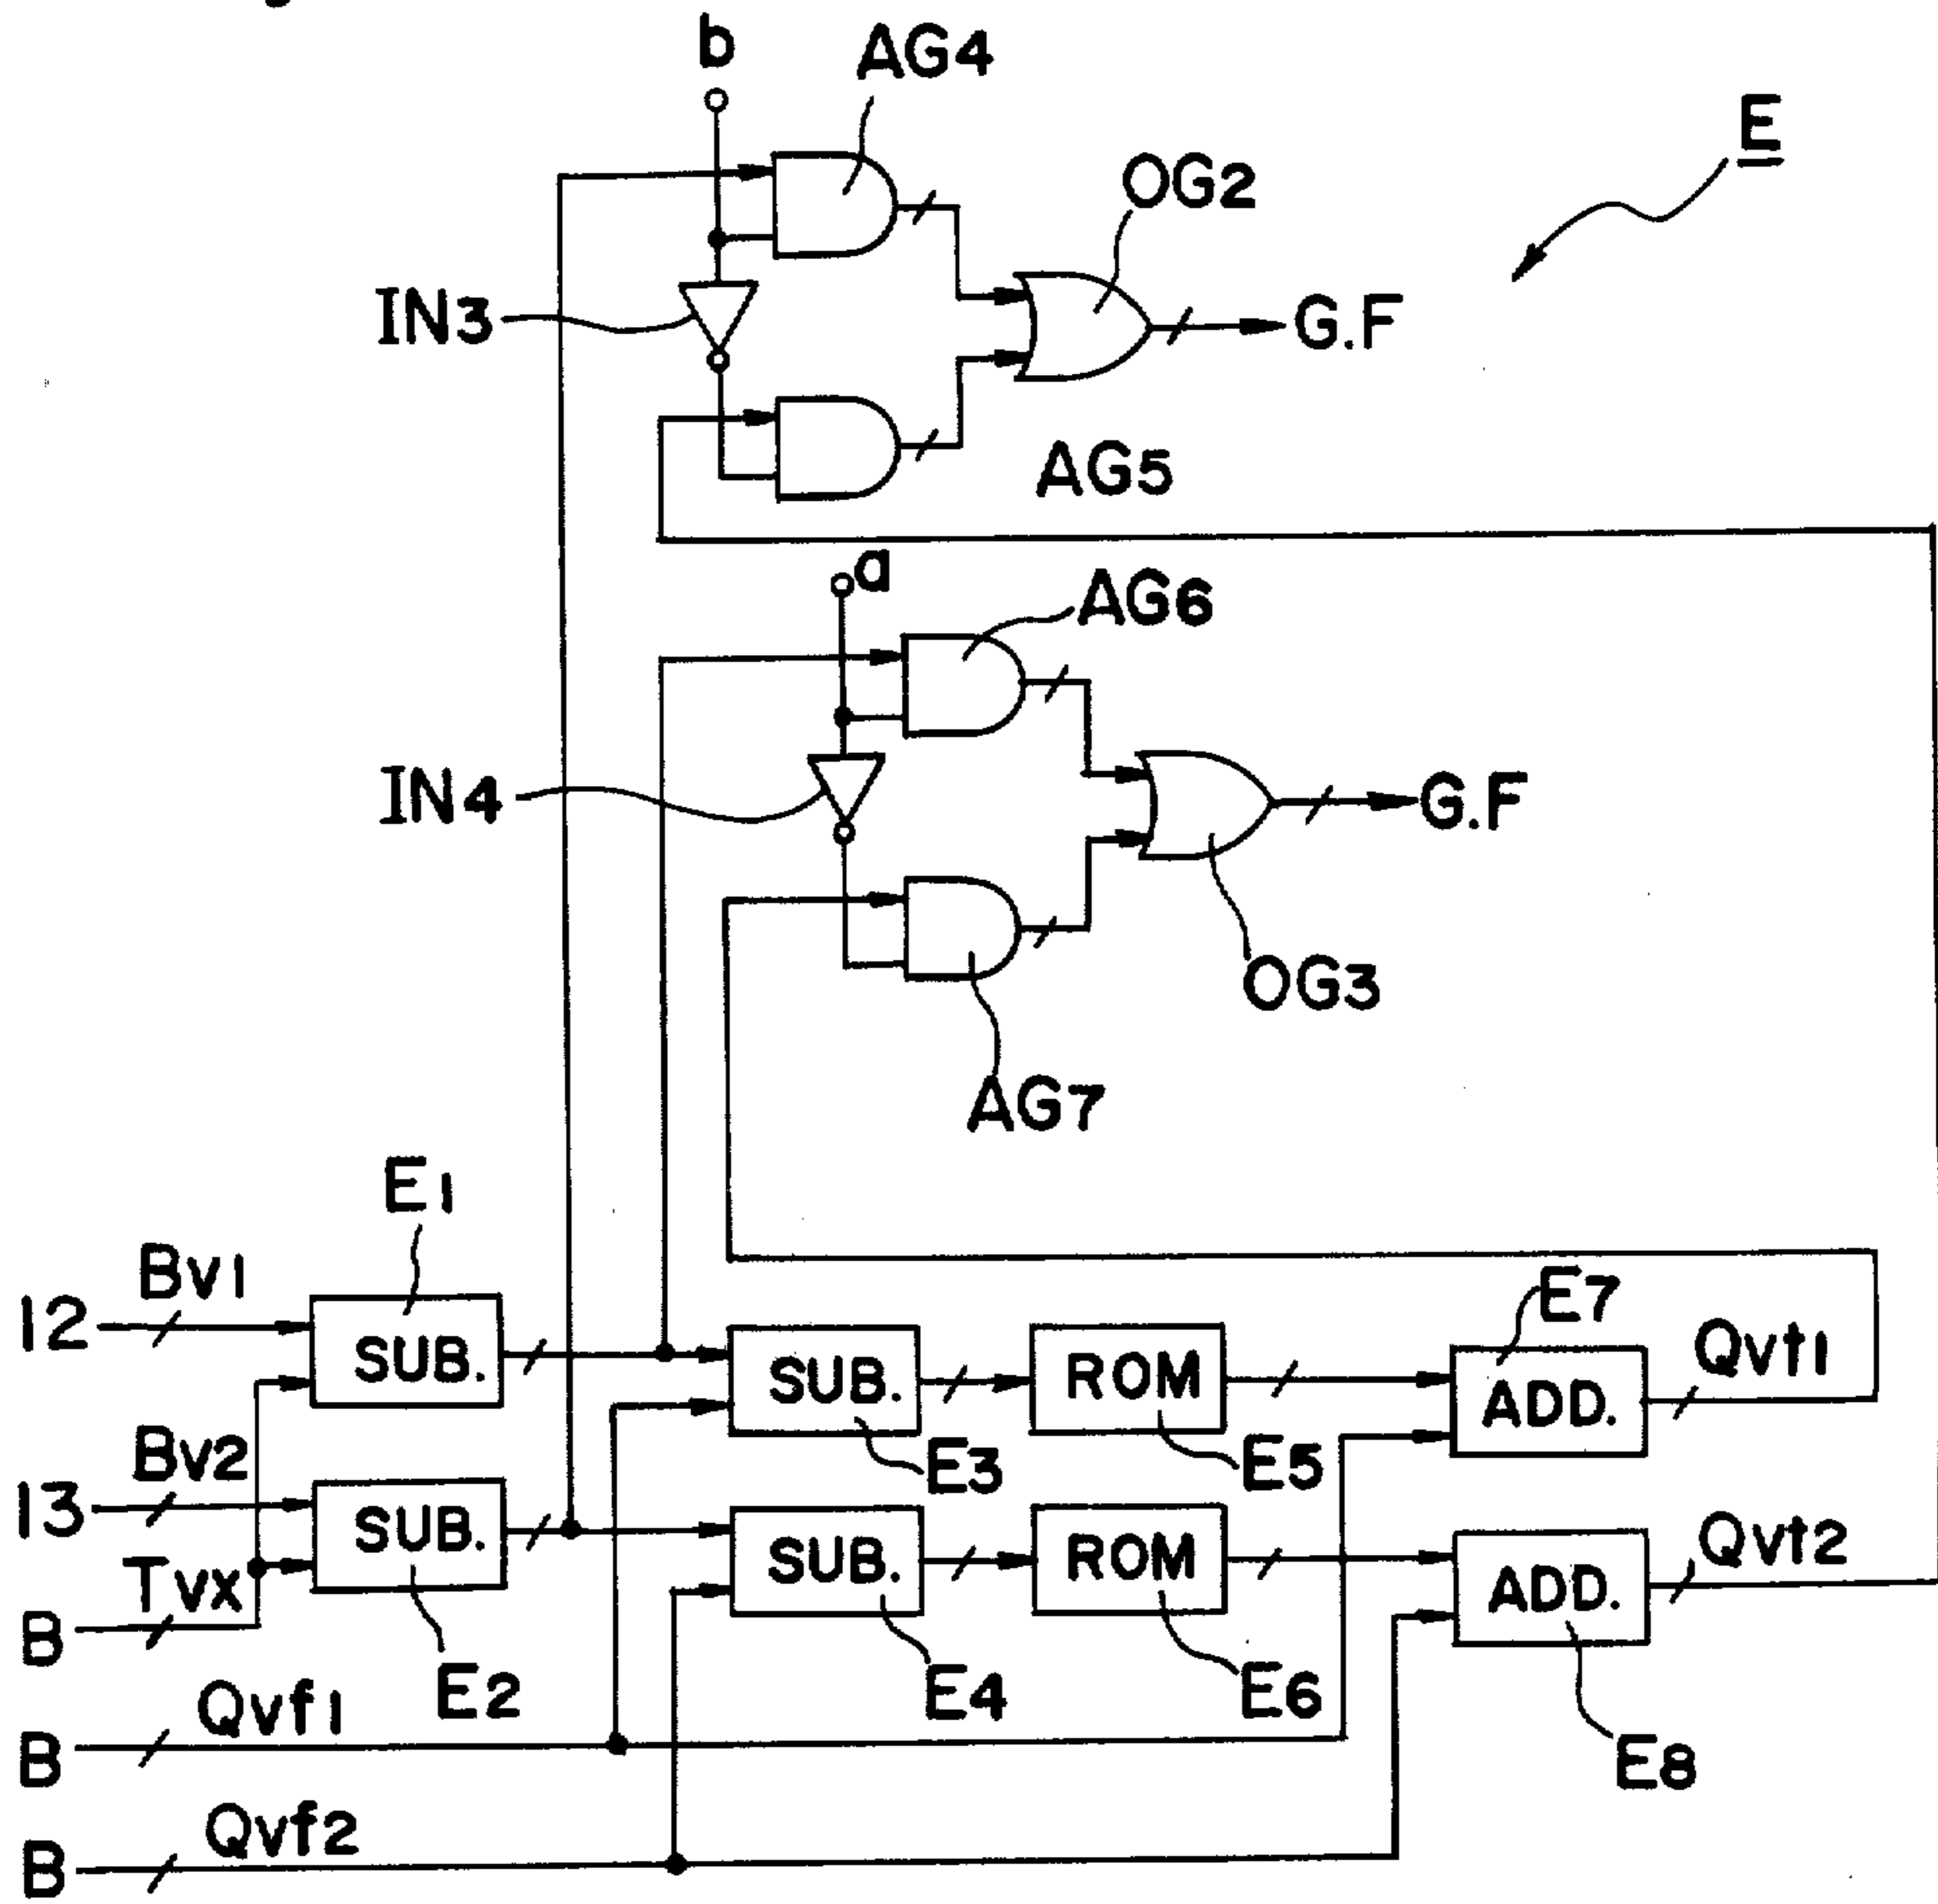 b
AG4
E
OG2
IN3
G.F
AG5
a
AG6
IN4
G.F
OG3
AG7
E1
Bv1
12
SUB.
E7
SUB.
ROM
ADD.
Qvt1
Bv2
E3
E5
13
SUB.
SUB.
ROM
ADD.
Qvt2
Tvx
B
E2
E4
E6
Qvf1
B
E8
Qvf2
B